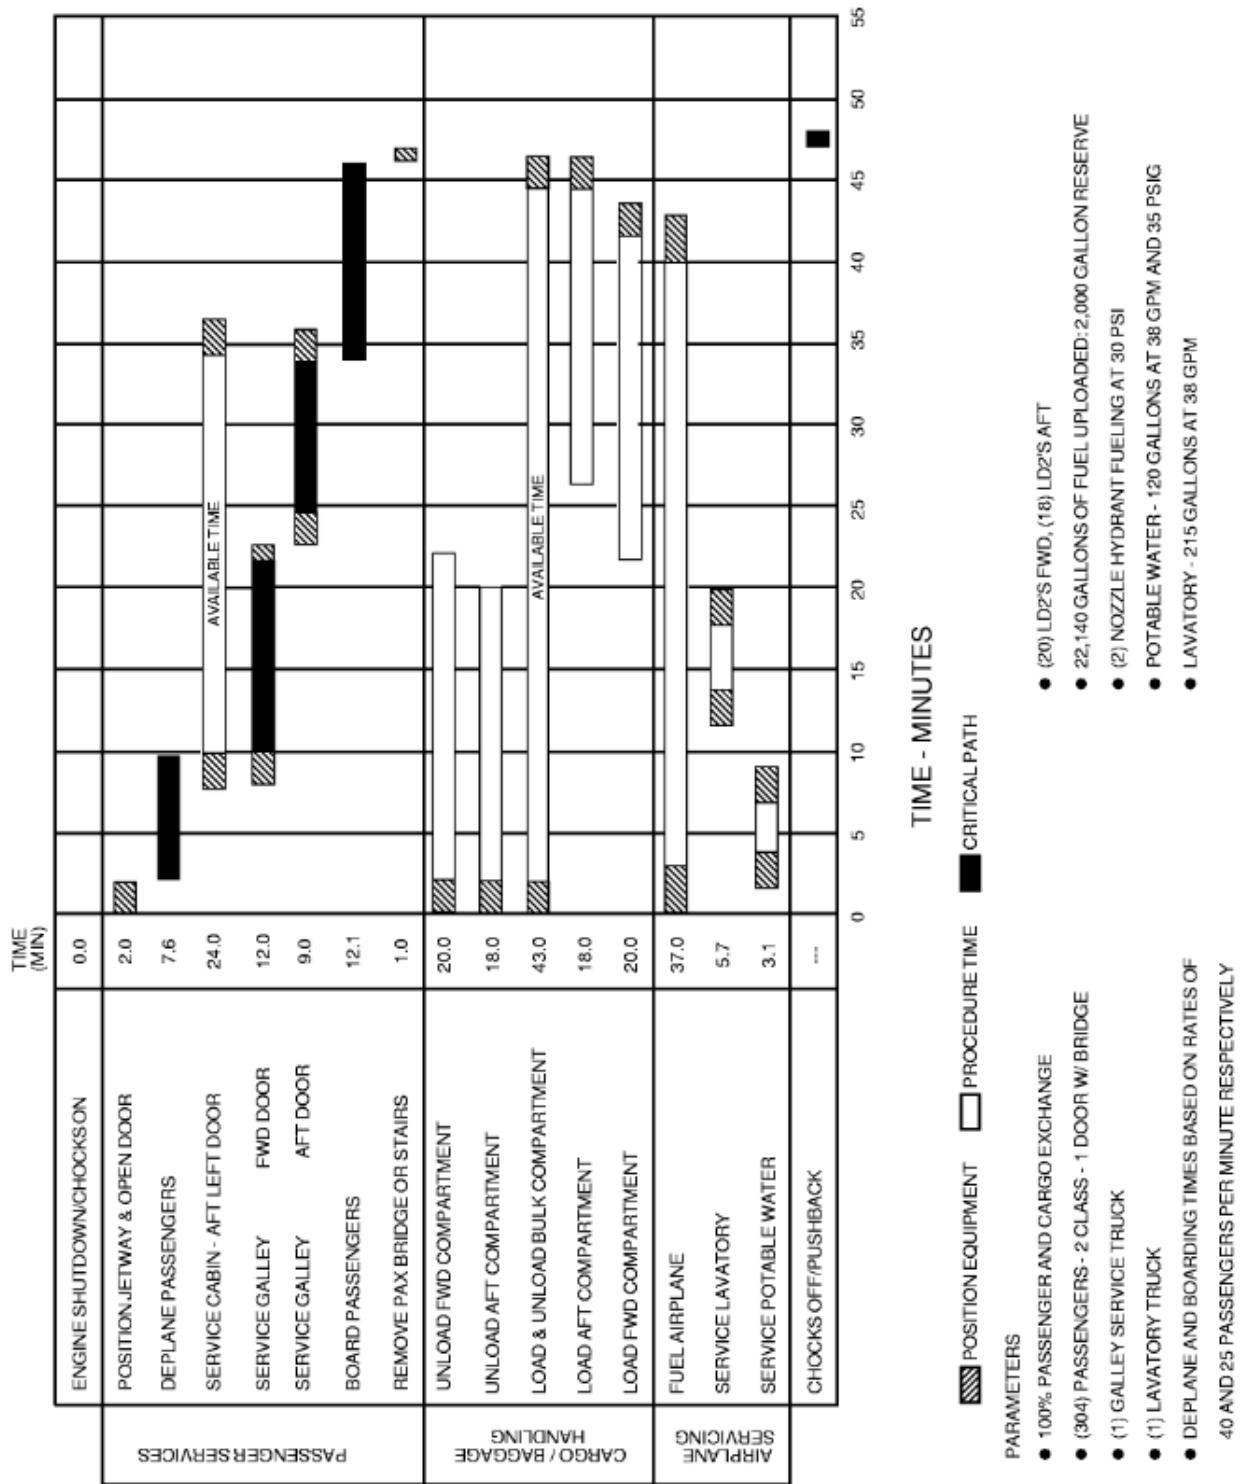 TIME
(MIN)
ENGINE SHUTDOWN/CHOCKS ON 0.0
PASSENGER SERVICES
POSITION JETWAY & OPEN DOOR 2.0
DEPLANE PASSENGERS 7.6
SERVICE CABIN - AFT LEFT DOOR 24.0 AVAILABLE TIME
SERVICE GALLEY FWD DOOR 12.0
SERVICE GALLEY AFT DOOR 9.0
BOARD PASSENGERS 12.1
REMOVE PAX BRIDGE OR STAIRS 1.0
CARGO / BAGGAGE
HANDLING
UNLOAD FWD COMPARTMENT 20.0
UNLOAD AFT COMPARTMENT 18.0
LOAD & UNLOAD BULK COMPARTMENT 43.0 AVAILABLE TIME
LOAD AFT COMPARTMENT 18.0
LOAD FWD COMPARTMENT 20.0
AIRPLANE
SERVICING
FUEL AIRPLANE 37.0
SERVICE LAVATORY 5.7
SERVICE POTABLE WATER 3.1
CHOCKS OFF/PUSHBACK ---
0 5 10 15 20 25 30 35 40 45 50 55
TIME - MINUTES
POSITION EQUIPMENT PROCEDURE TIME CRITICAL PATH
PARAMETERS
● 100% PASSENGER AND CARGO EXCHANGE
● (304) PASSENGERS - 2 CLASS - 1 DOOR W/ BRIDGE
● (1) GALLEY SERVICE TRUCK
● (1) LAVATORY TRUCK
● DEPLANE AND BOARDING TIMES BASED ON RATES OF
40 AND 25 PASSENGERS PER MINUTE RESPECTIVELY
● (20) LD2'S FWD, (18) LD2'S AFT
● 22,140 GALLONS OF FUEL UPLOADED: 2,000 GALLON RESERVE
● (2) NOZZLE HYDRANT FUELING AT 30 PSI
● POTABLE WATER - 120 GALLONS AT 38 GPM AND 35 PSIG
● LAVATORY - 215 GALLONS AT 38 GPM